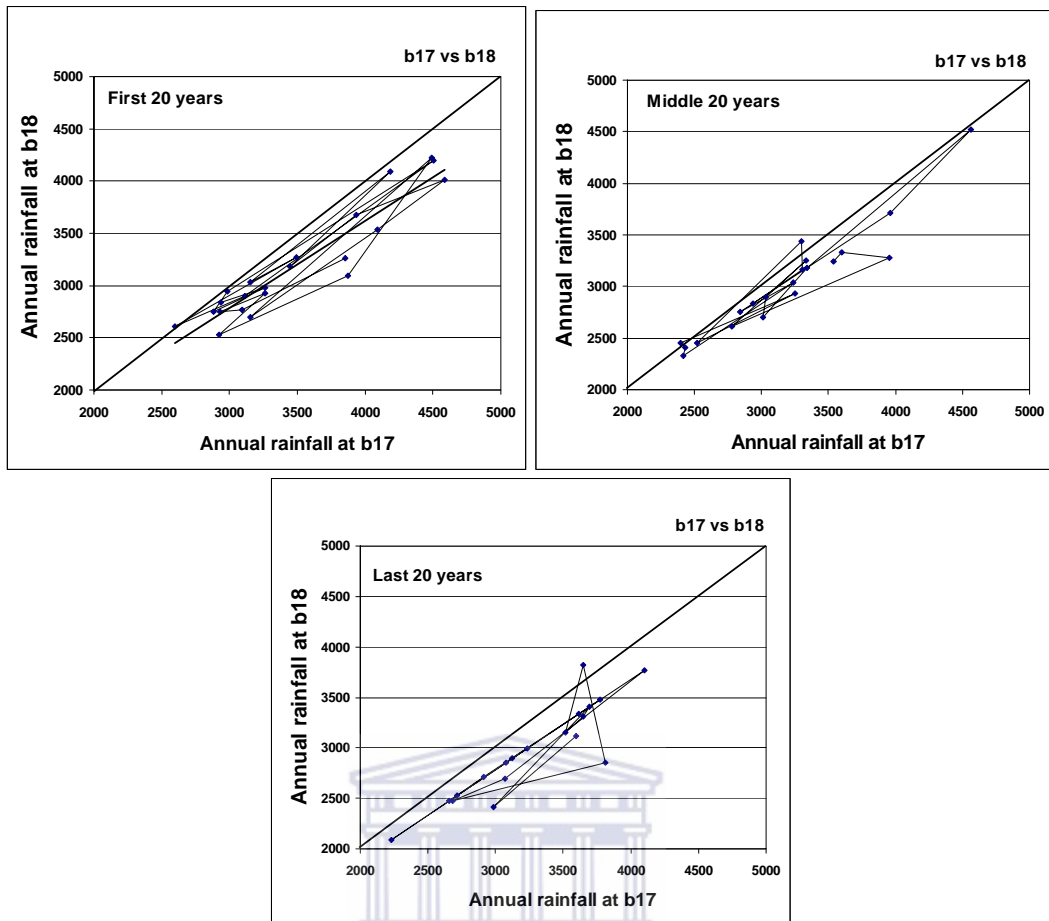 b17 vs b18
First 20 years
Annual rainfall at b18
5000
4500
4000
3500
3000
2500
2000
2000 2500 3000 3500 4000 4500 5000
Annual rainfall at b17
b17 vs b18
Middle 20 years
Annual rainfall at b18
5000
4500
4000
3500
3000
2500
2000
2000 2500 3000 3500 4000 4500 5000
Annual rainfall at b17
b17 vs b18
Last 20 years
Annual rainfall at b18
5000
4500
4000
3500
3000
2500
2000
2000 2500 3000 3500 4000 4500 5000
Annual rainfall at b17